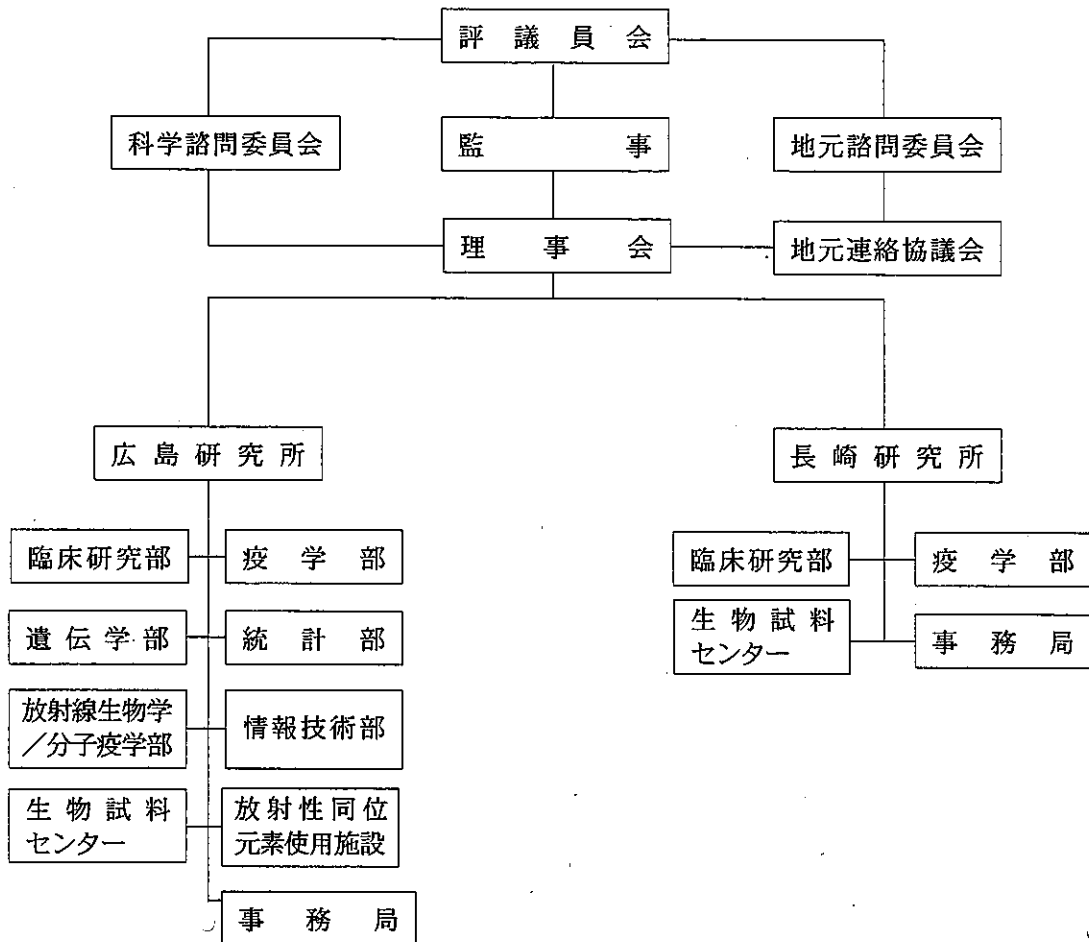 評議員会
科学諮問委員会
監事
地元諮問委員会
理事会
地元連絡協議会
広島研究所
長崎研究所
臨床研究部
疫学部
遺伝学部
統計部
放射線生物学
／分子疫学部
情報技術部
生物試料
センター
放射性同位
元素使用施設
事務局
臨床研究部
疫学部
生物試料
センター
事務局